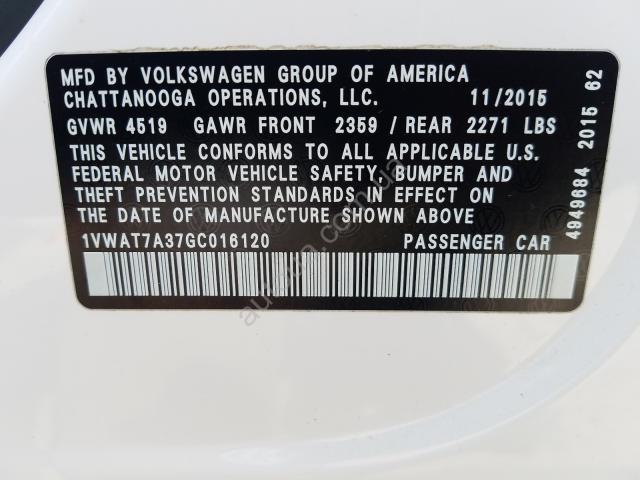 MFD BY VOLKSWAGEN GROUP OF AMERICA
CHATTANOOGA OPERATIONS, LLC. 11/2015
GVWR 4519 GAWR FRONT 2359 / REAR 2271 LBS
THIS VEHICLE CONFORMS TO ALL APPLICABLE U.S.
FEDERAL MOTOR VEHICLE SAFETY, BUMPER AND
THEFT PREVENTION STANDARDS IN EFFECT ON
THE DATE OF MANUFACTURE SHOWN ABOVE
1VWAT7A37GC016120 PASSENGER CAR
4949684 2015 62